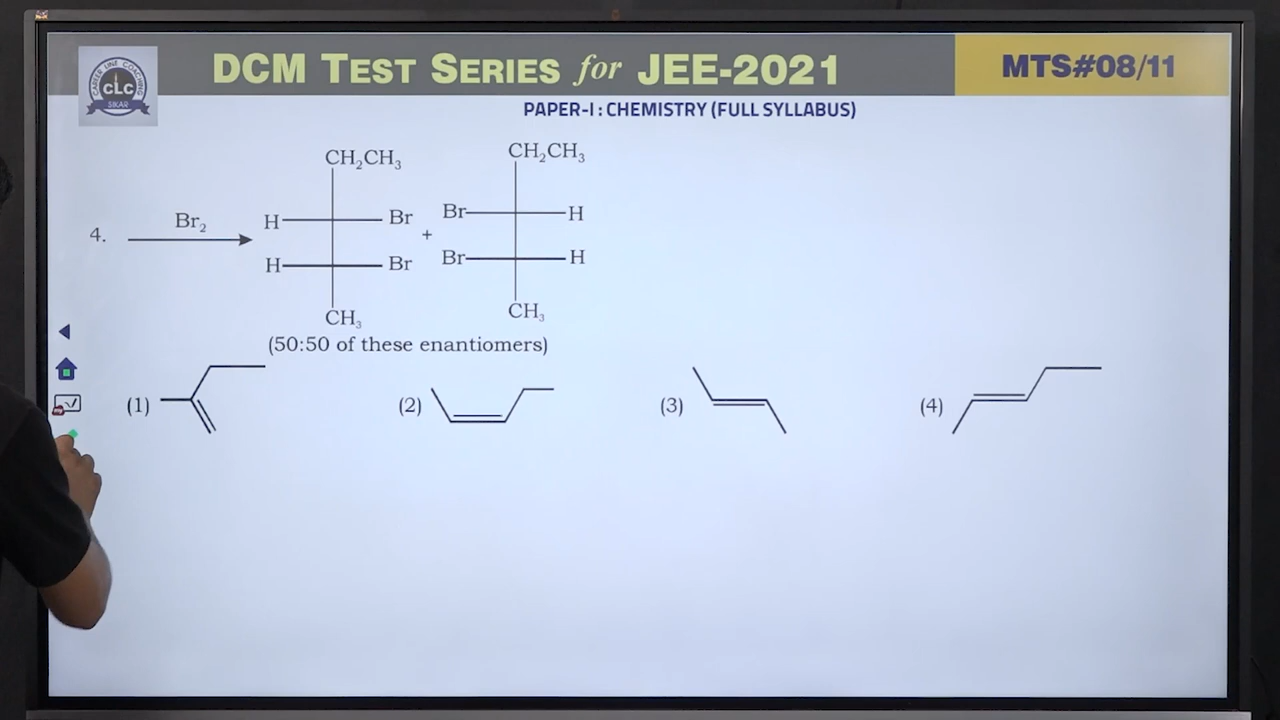 CAREER LINE COACHING
CLC
SIKAR
DCM TEST SERIES for JEE-2021
MTS#08/11
PAPER-I : CHEMISTRY (FULL SYLLABUS)
CH₂CH₃ CH₂CH₃
4. Br₂ H Br + Br H
H Br Br H
CH₃ CH₃
(50:50 of these enantiomers)
(1) (2) (3) (4)